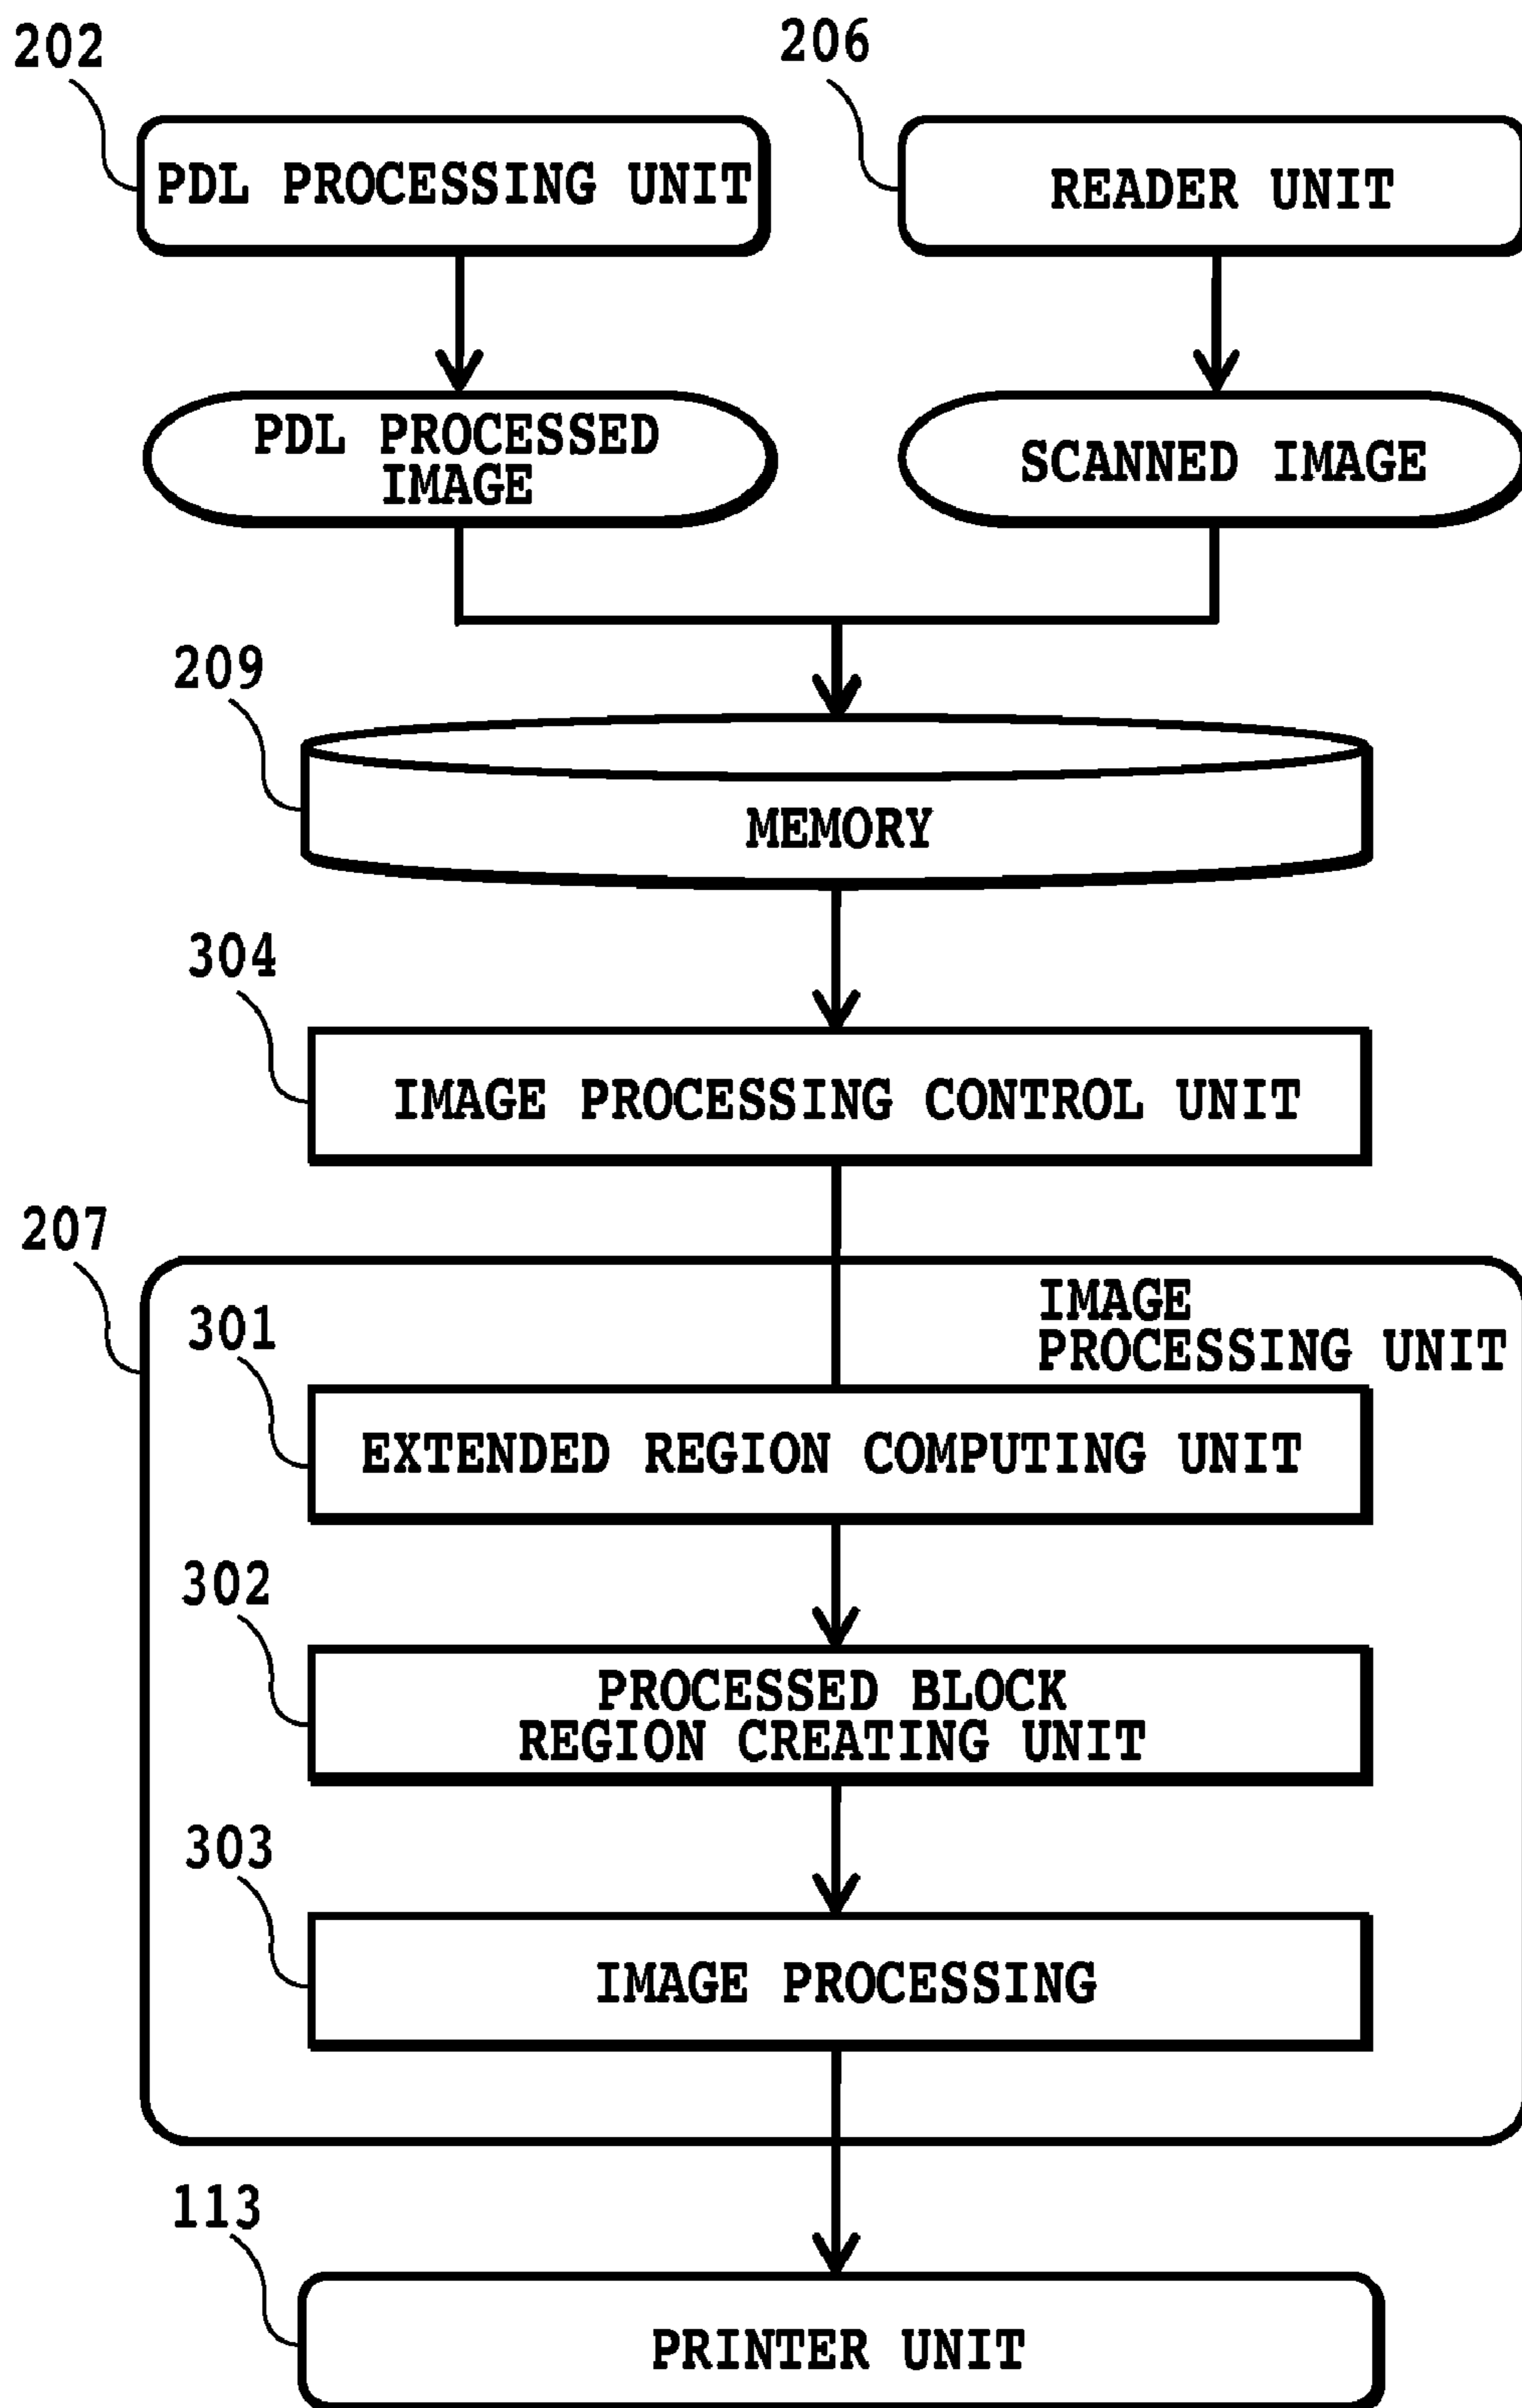 202
206
PDL PROCESSING UNIT
READER UNIT
PDL PROCESSED
IMAGE
SCANNED IMAGE
209
MEMORY
304
IMAGE PROCESSING CONTROL UNIT
207
IMAGE
PROCESSING UNIT
301
EXTENDED REGION COMPUTING UNIT
302
PROCESSED BLOCK
REGION CREATING UNIT
303
IMAGE PROCESSING
113
PRINTER UNIT